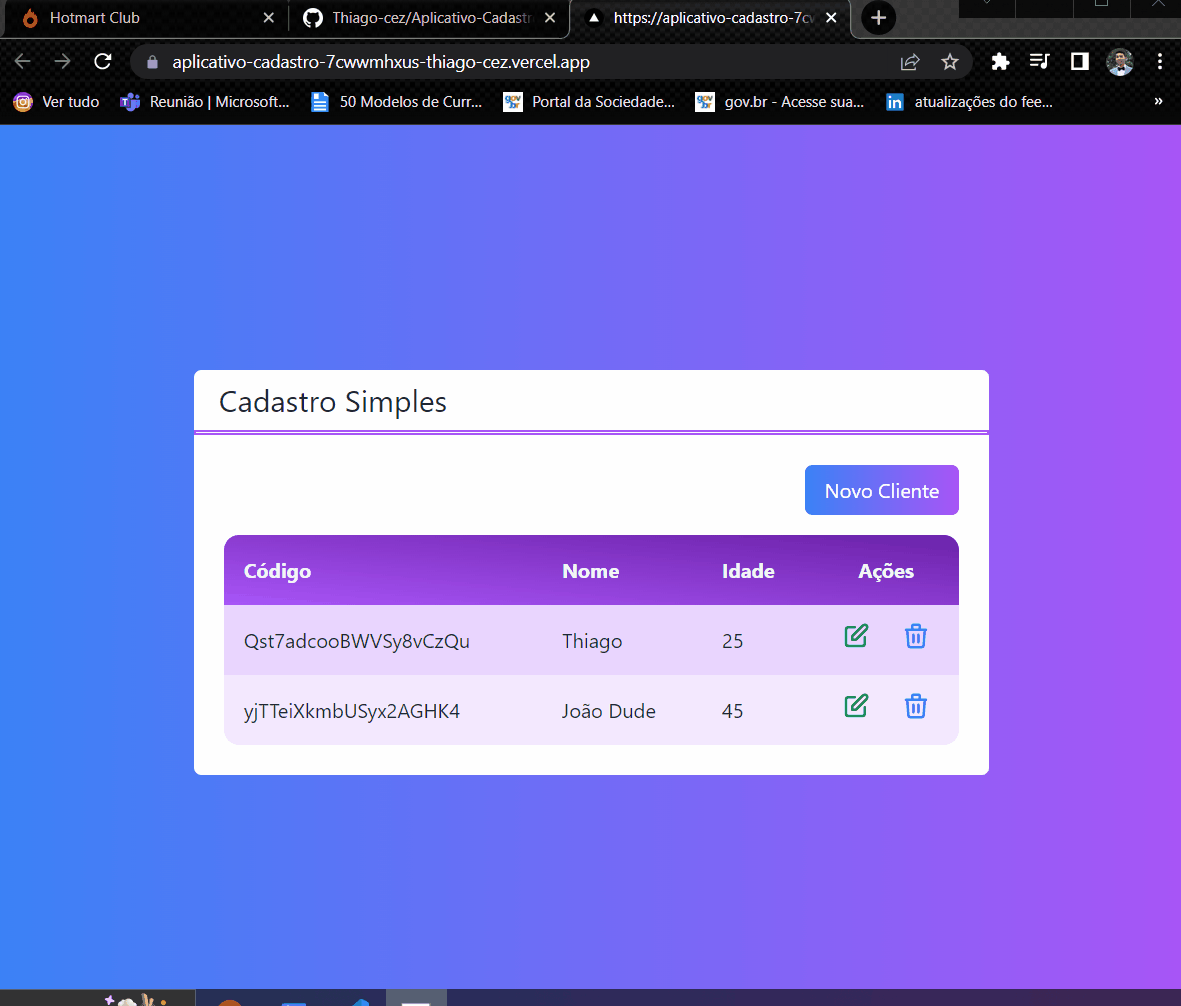 Hotmart Club
Thiago-cez/Aplicativo-Cadastr
https://aplicativo-cadastro-7cv
aplicativo-cadastro-7cwwmhxus-thiago-cez.vercel.app
Ver tudo
Reunião | Microsoft...
50 Modelos de Curr...
Portal da Sociedade...
gov.br - Acesse sua...
atualizações do fee...
»
Cadastro Simples
Novo Cliente
Código Nome Idade Ações
Qst7adcooBWVSy8vCzQu Thiago 25
yjTTeiXkmbUSyx2AGHK4 João Dude 45